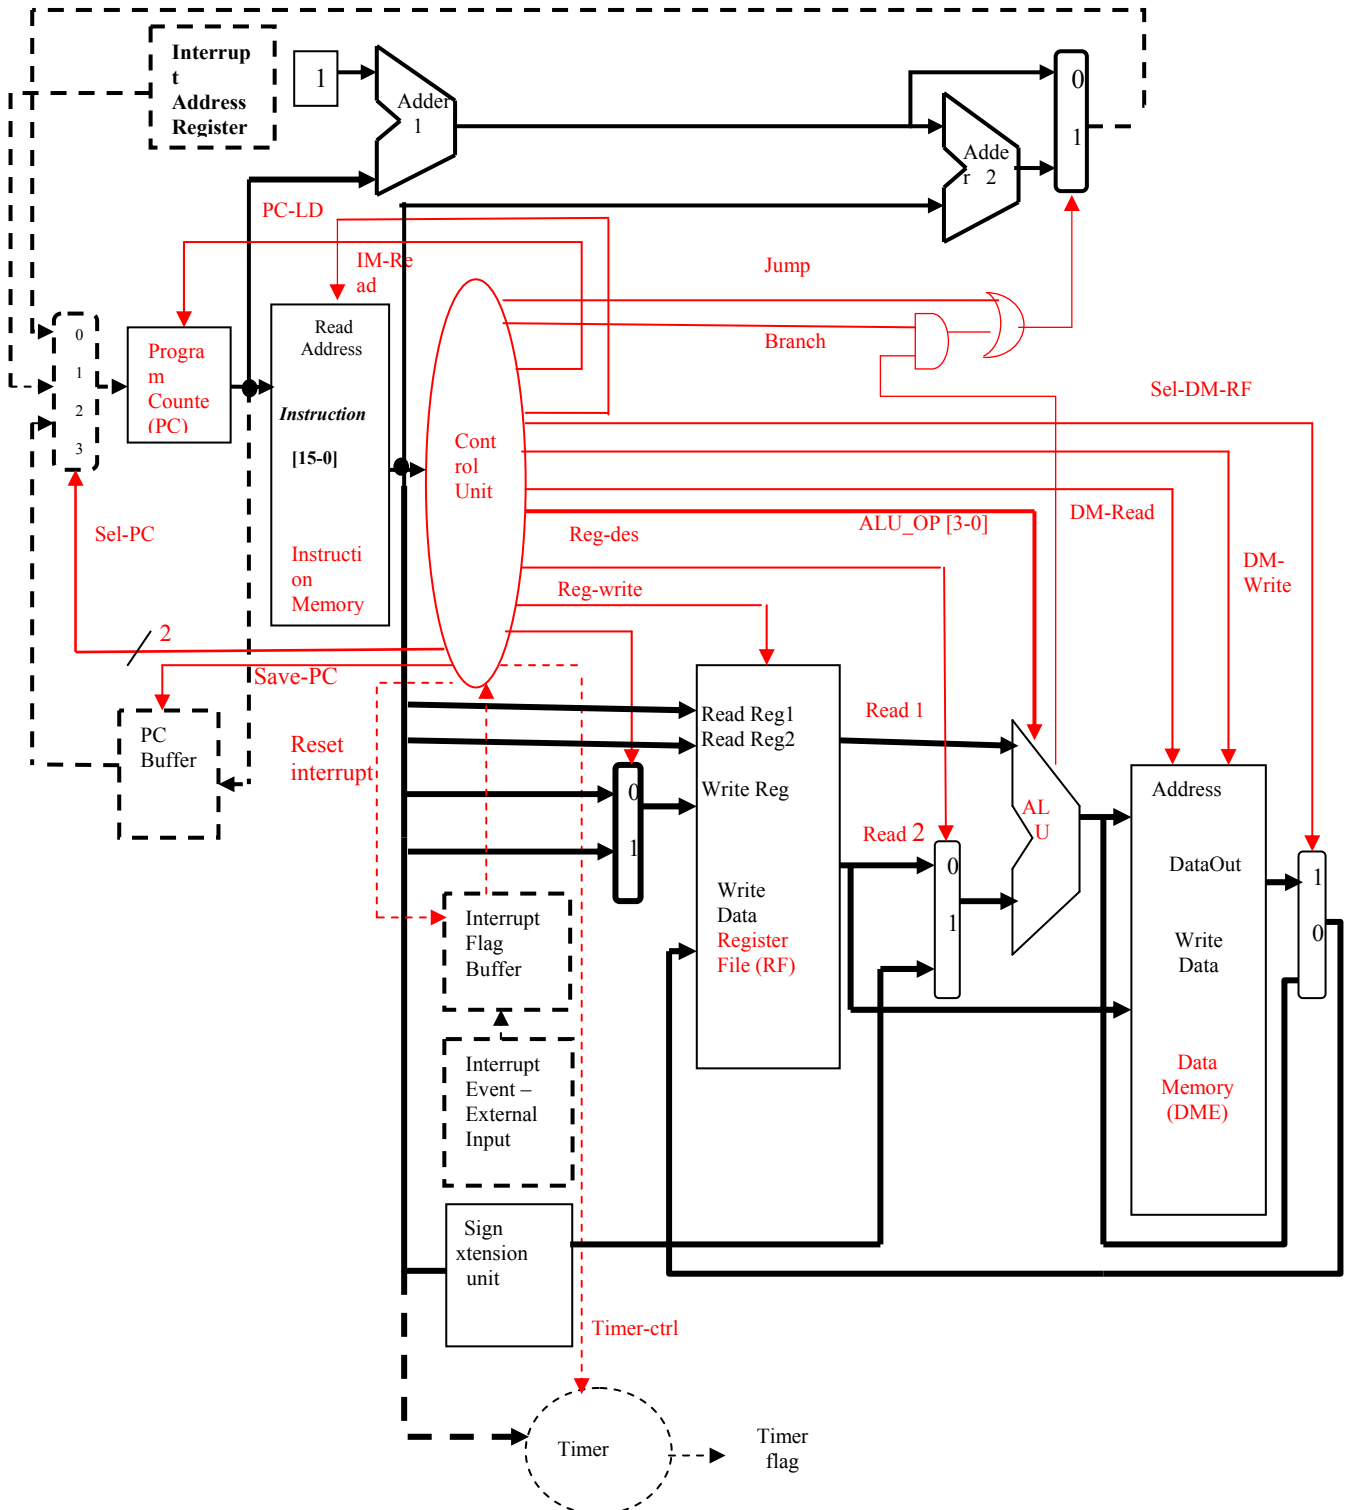 Interrup
t
Address
Register
1
Adder
1
Adde
r 2
0
1
PC-LD
IM-Re
ad
Jump
Branch
Sel-DM-RF
0
1
2
3
Progra
m
Counte
(PC)
Read
Address
Instruction
[15-0]
Instructi
on
Memory
Cont
rol
Unit
Sel-PC
2
Save-PC
Reg-des
Reg-write
ALU_OP [3-0]
DM-Read
DM-
Write
PC
Buffer
Reset
interrupt
0
1
Read Reg1
Read Reg2
Write Reg
Write
Data
Register
File (RF)
Read 1
Read 2
0
1
AL
U
Address
DataOut
Write
Data
Data
Memory
(DME)
1
0
Interrupt
Flag
Buffer
Interrupt
Event –
External
Input
Sign
xtension
unit
Timer-ctrl
Timer
Timer
flag